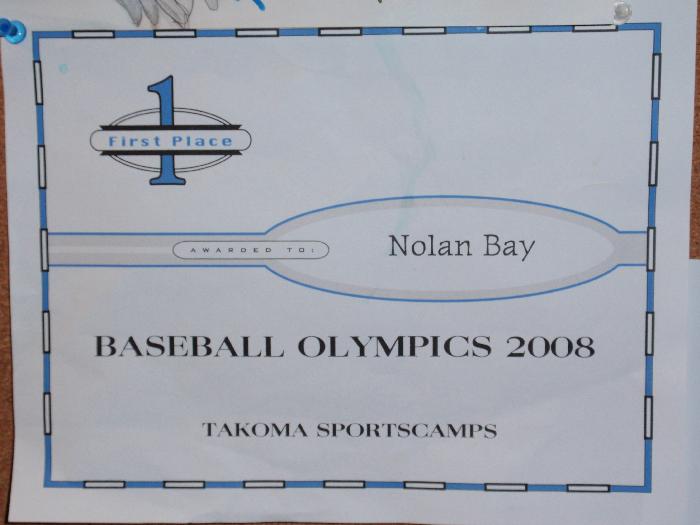 1
First Place
AWARDED TO:
Nolan Bay
BASEBALL OLYMPICS 2008
TAKOMA SPORTSCAMPS